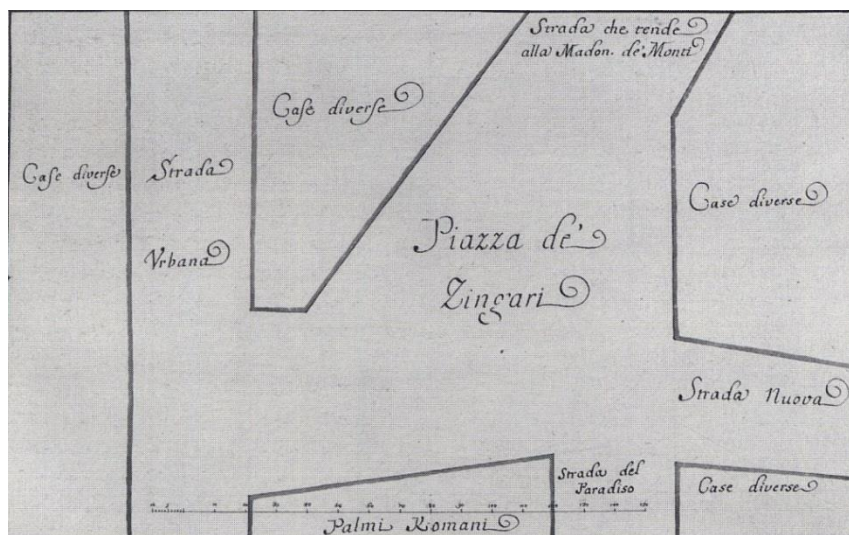 Strada che tende
alla Madon. de' Monti
Case diverse
Case diverse
Strada
Case diverse
Vrbana
Piazza de'
Zingari
Strada Nuova
Strada del
Paradiso
Case diverse
Palmi Romani